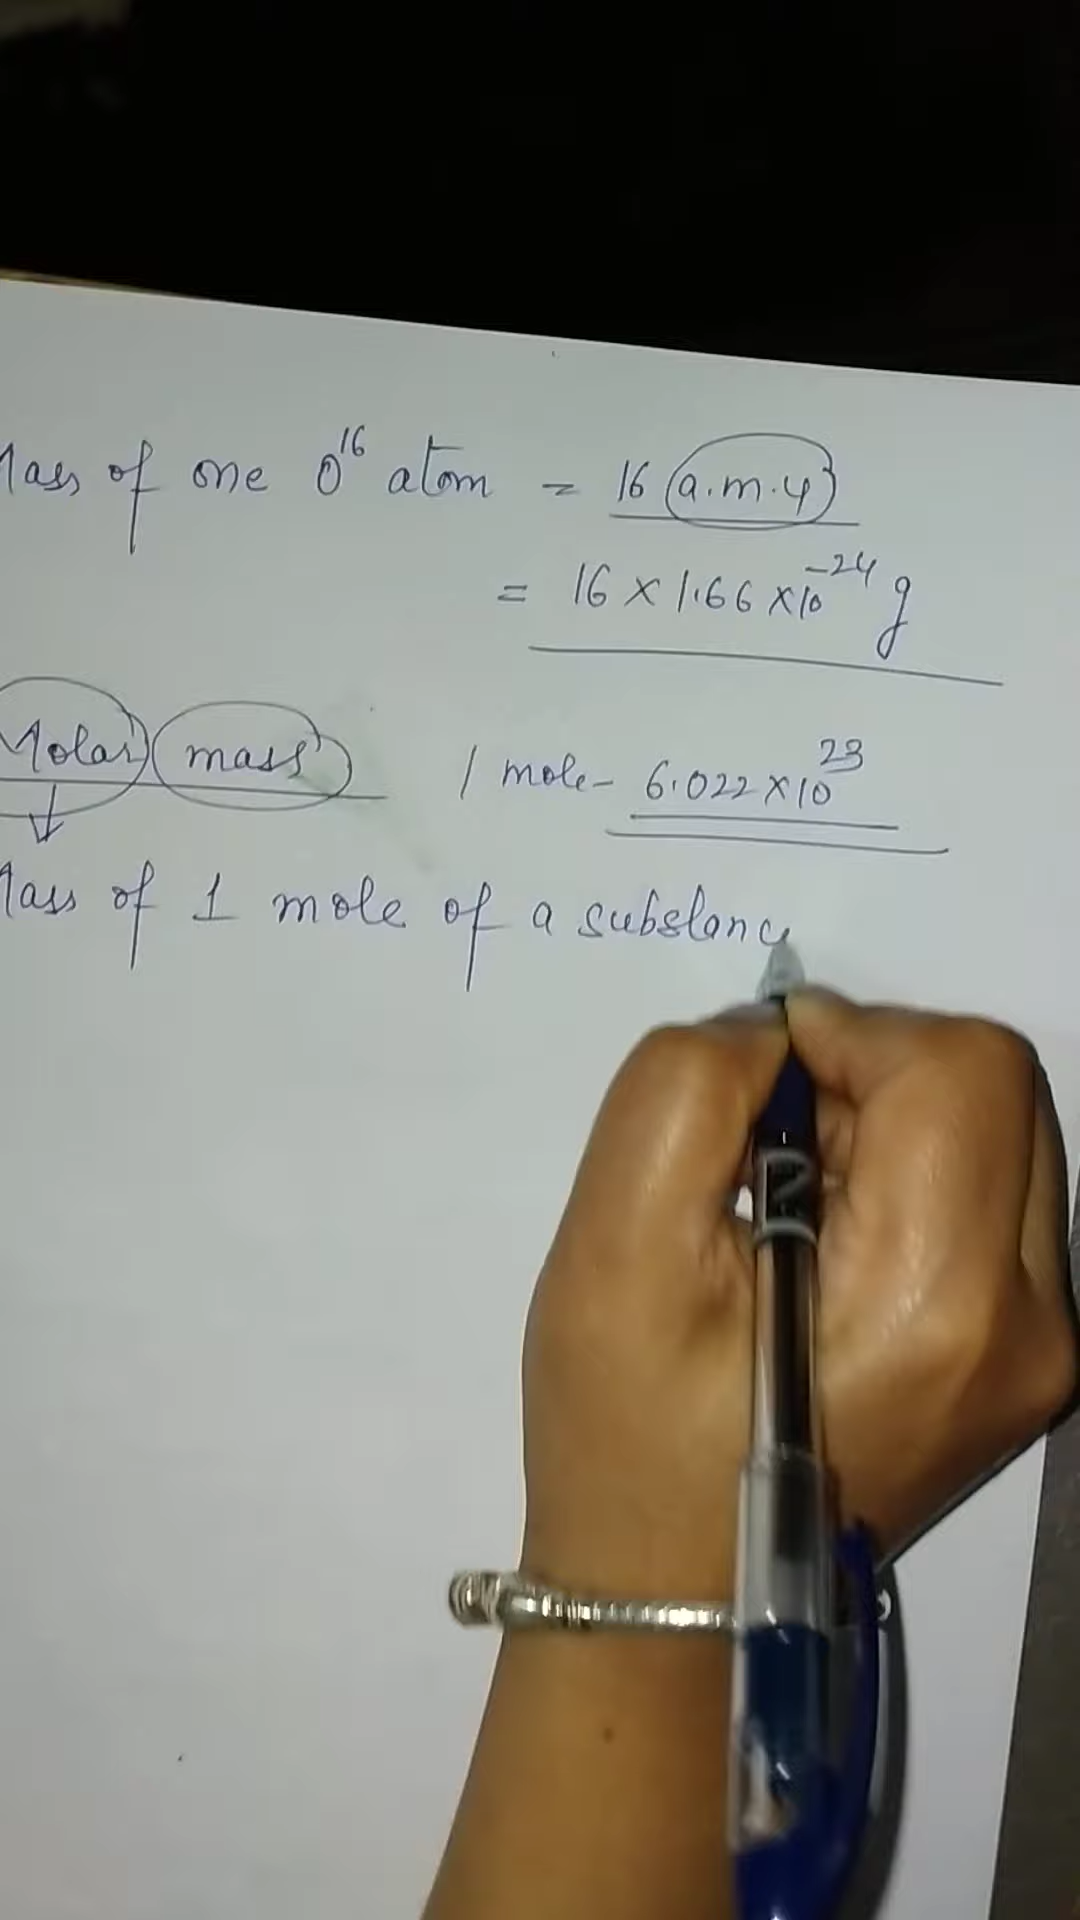 Mass of one O¹⁶ atom = 16 (a.m.u)
= 16 × 1.66 × 10⁻²⁴ g
Molar mass 1 mole - 6.022 × 10²³
Mass of 1 mole of a substanc